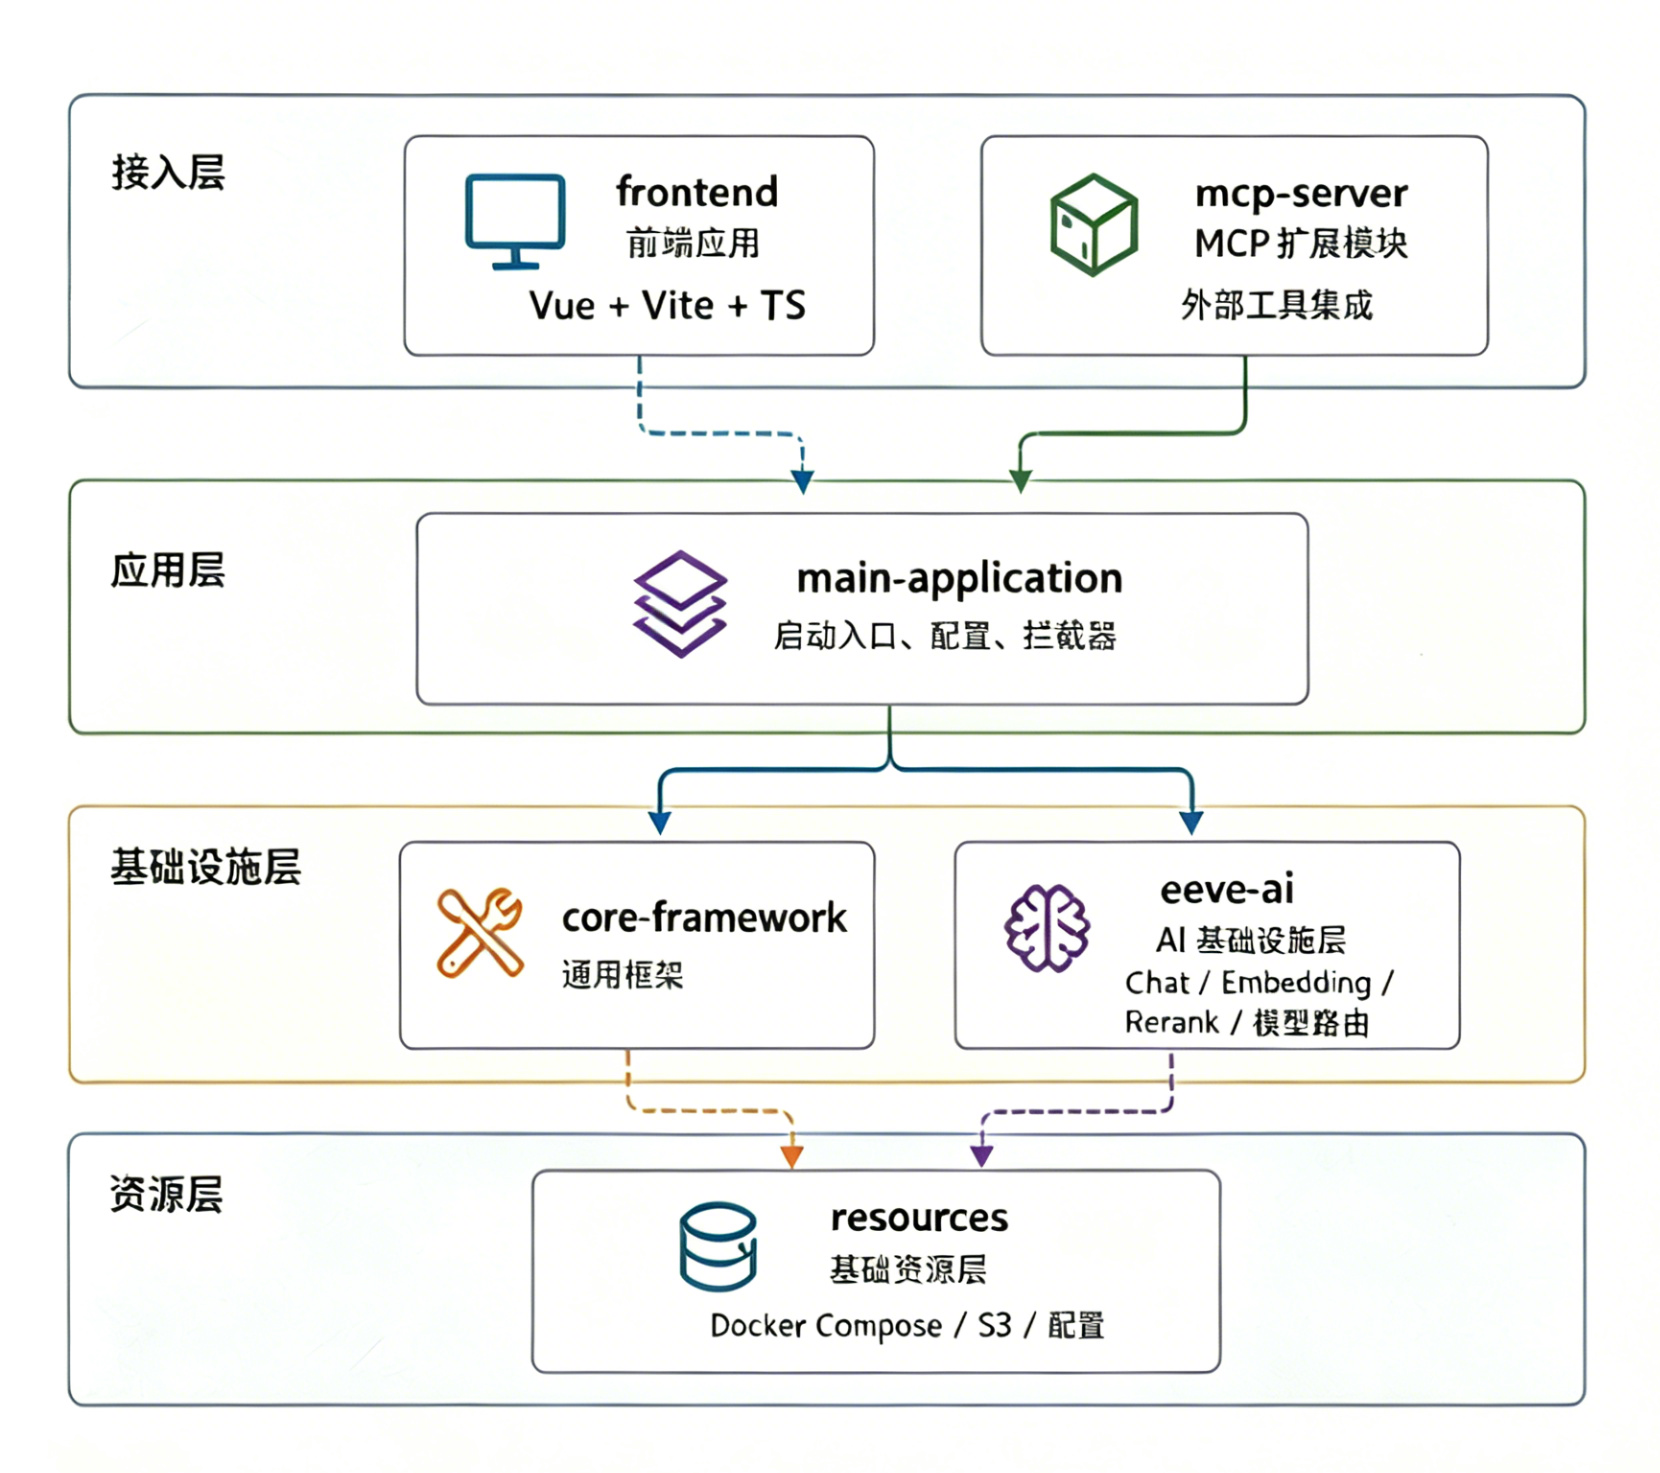 接入层
frontend
前端应用
Vue + Vite + TS
mcp-server
MCP 扩展模块
外部工具集成
应用层
main-application
启动入口、配置、拦截器
基础设施层
core-framework
通用框架
eeve-ai
AI 基础设施层
Chat / Embedding /
Rerank / 模型路由
资源层
resources
基础资源层
Docker Compose / S3 / 配置